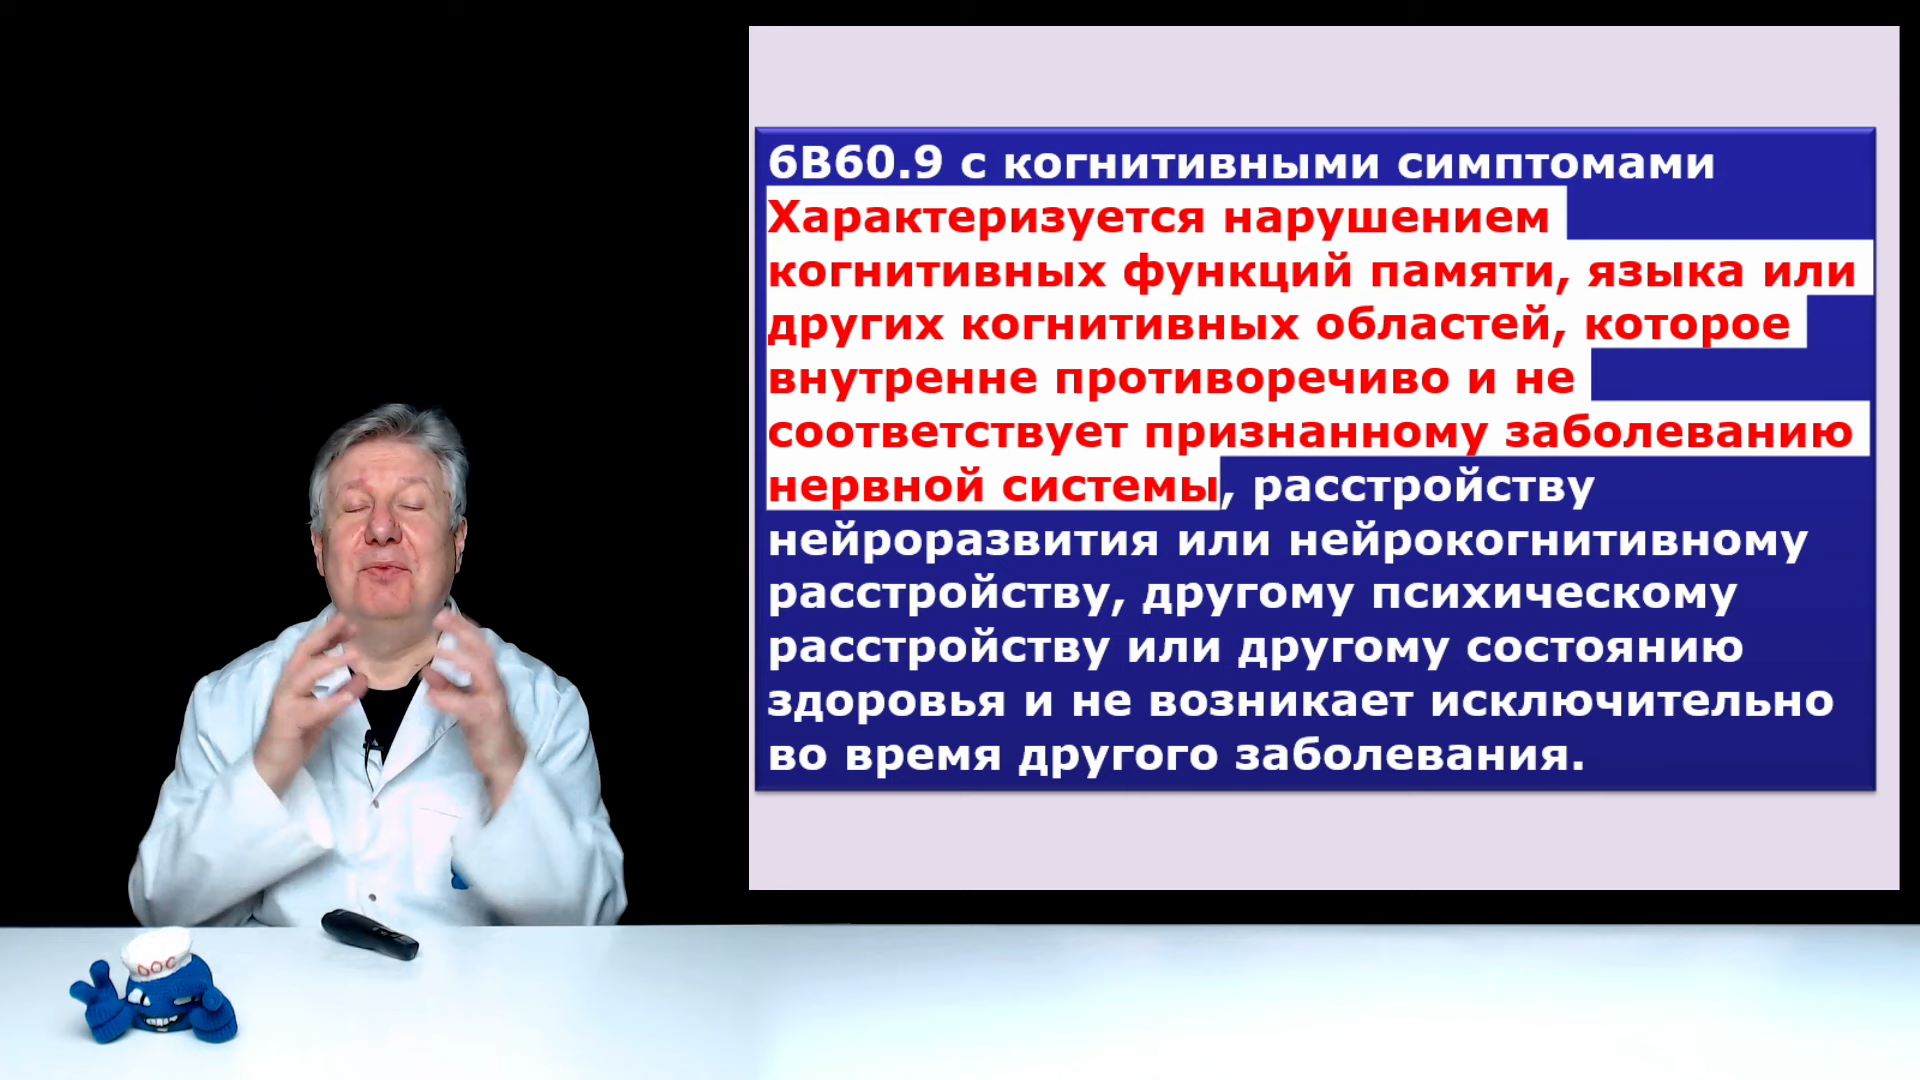 6B60.9 с когнитивными симптомами
Характеризуется нарушением
когнитивных функций памяти, языка или
других когнитивных областей, которое
внутренне противоречиво и не
соответствует признанному заболеванию
нервной системы, расстройству
нейроразвития или нейрокогнитивному
расстройству, другому психическому
расстройству или другому состоянию
здоровья и не возникает исключительно
во время другого заболевания.
DOC